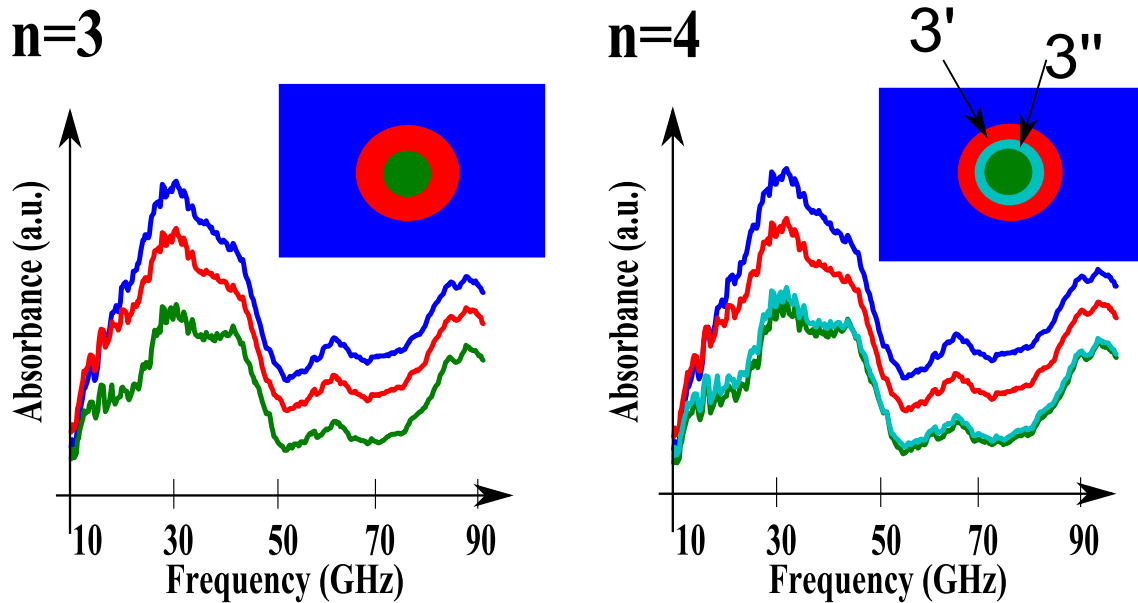 n=3
Absorbance (a.u.)
10 30 50 70 90
Frequency (GHz)
n=4
3' 3"
Absorbance (a.u.)
10 30 50 70 90
Frequency (GHz)